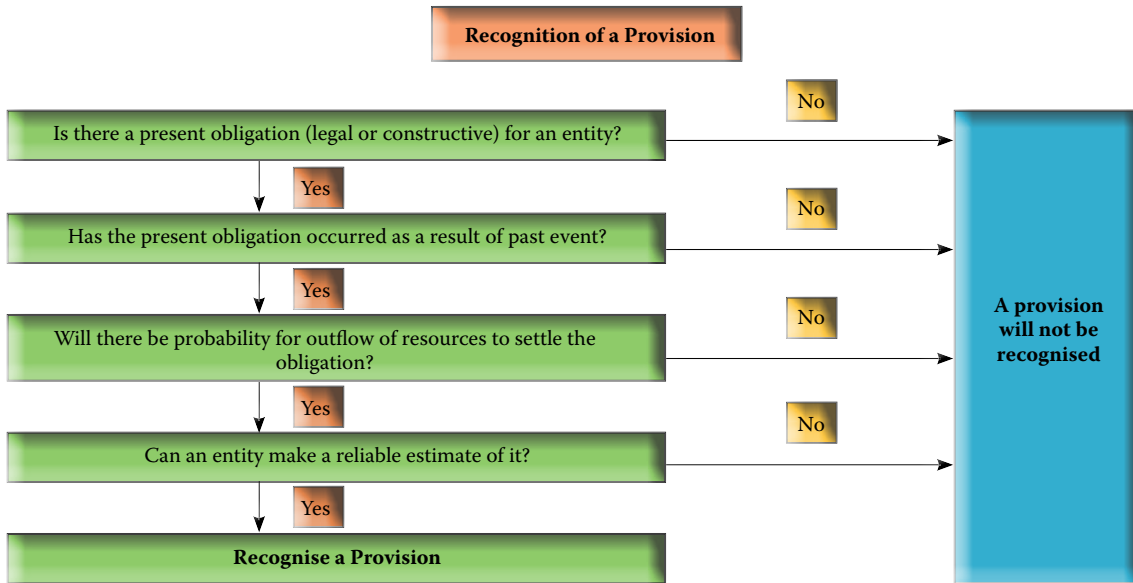 Recognition of a Provision
No
Is there a present obligation (legal or constructive) for an entity?
Yes
No
Has the present obligation occurred as a result of past event?
Yes
No
Will there be probability for outflow of resources to settle the
obligation?
A provision
will not be
recognised
Yes
No
Can an entity make a reliable estimate of it?
Yes
Recognise a Provision